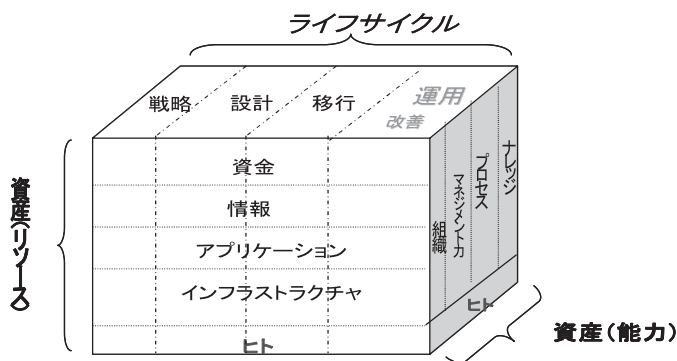 ライフサイクル
戦略
設計
移行
運用
改善
資産(リソース)
資金
情報
アプリケーション
インフラストラクチャ
ヒト
組織
マネジメント力
プロセス
ナレッジ
ヒト
資産(能力)